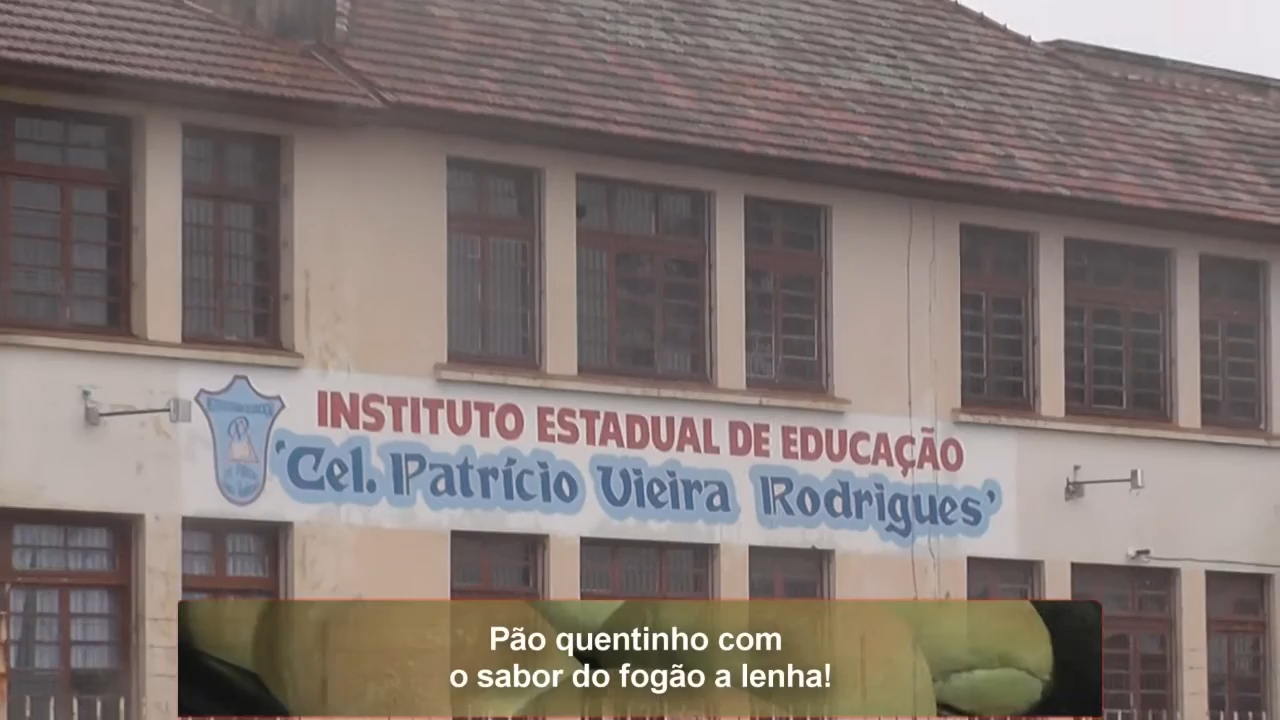 INSTITUTO ESTADUAL DE EDUCAÇÃO
'Cel. Patrício Vieira Rodrigues'
Pão quentinho com
o sabor do fogão a lenha!